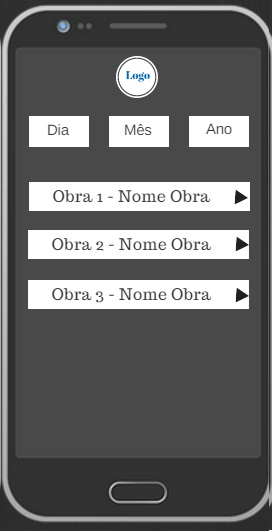 Logo
Dia Mês Ano
Obra 1 - Nome Obra
Obra 2 - Nome Obra
Obra 3 - Nome Obra